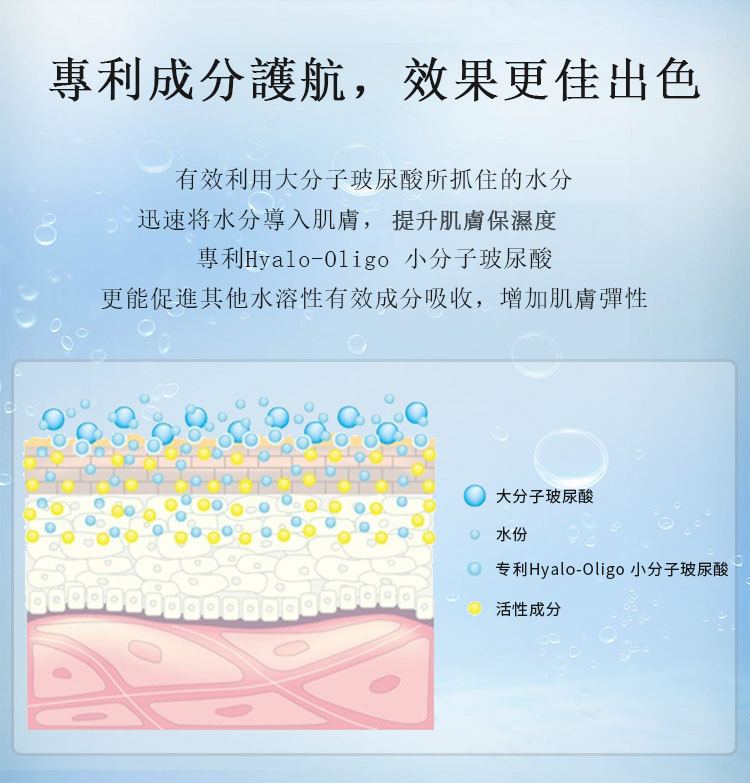 專利成分護航，效果更佳出色
有效利用大分子玻尿酸所抓住的水分
迅速将水分導入肌膚，提升肌膚保濕度
專利Hyalo-Oligo 小分子玻尿酸
更能促進其他水溶性有效成分吸收，增加肌膚彈性
大分子玻尿酸
水份
专利Hyalo-Oligo 小分子玻尿酸
活性成分